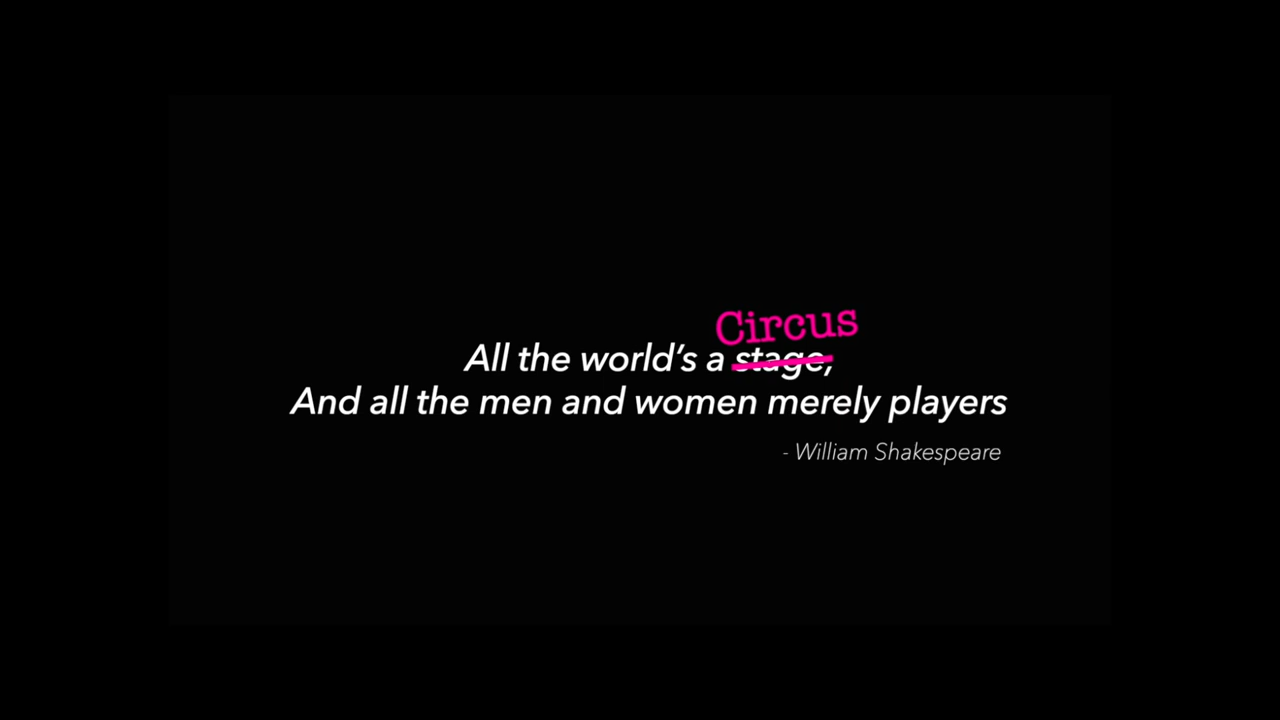 Circus
All the world's a stage,
And all the men and women merely players
- William Shakespeare